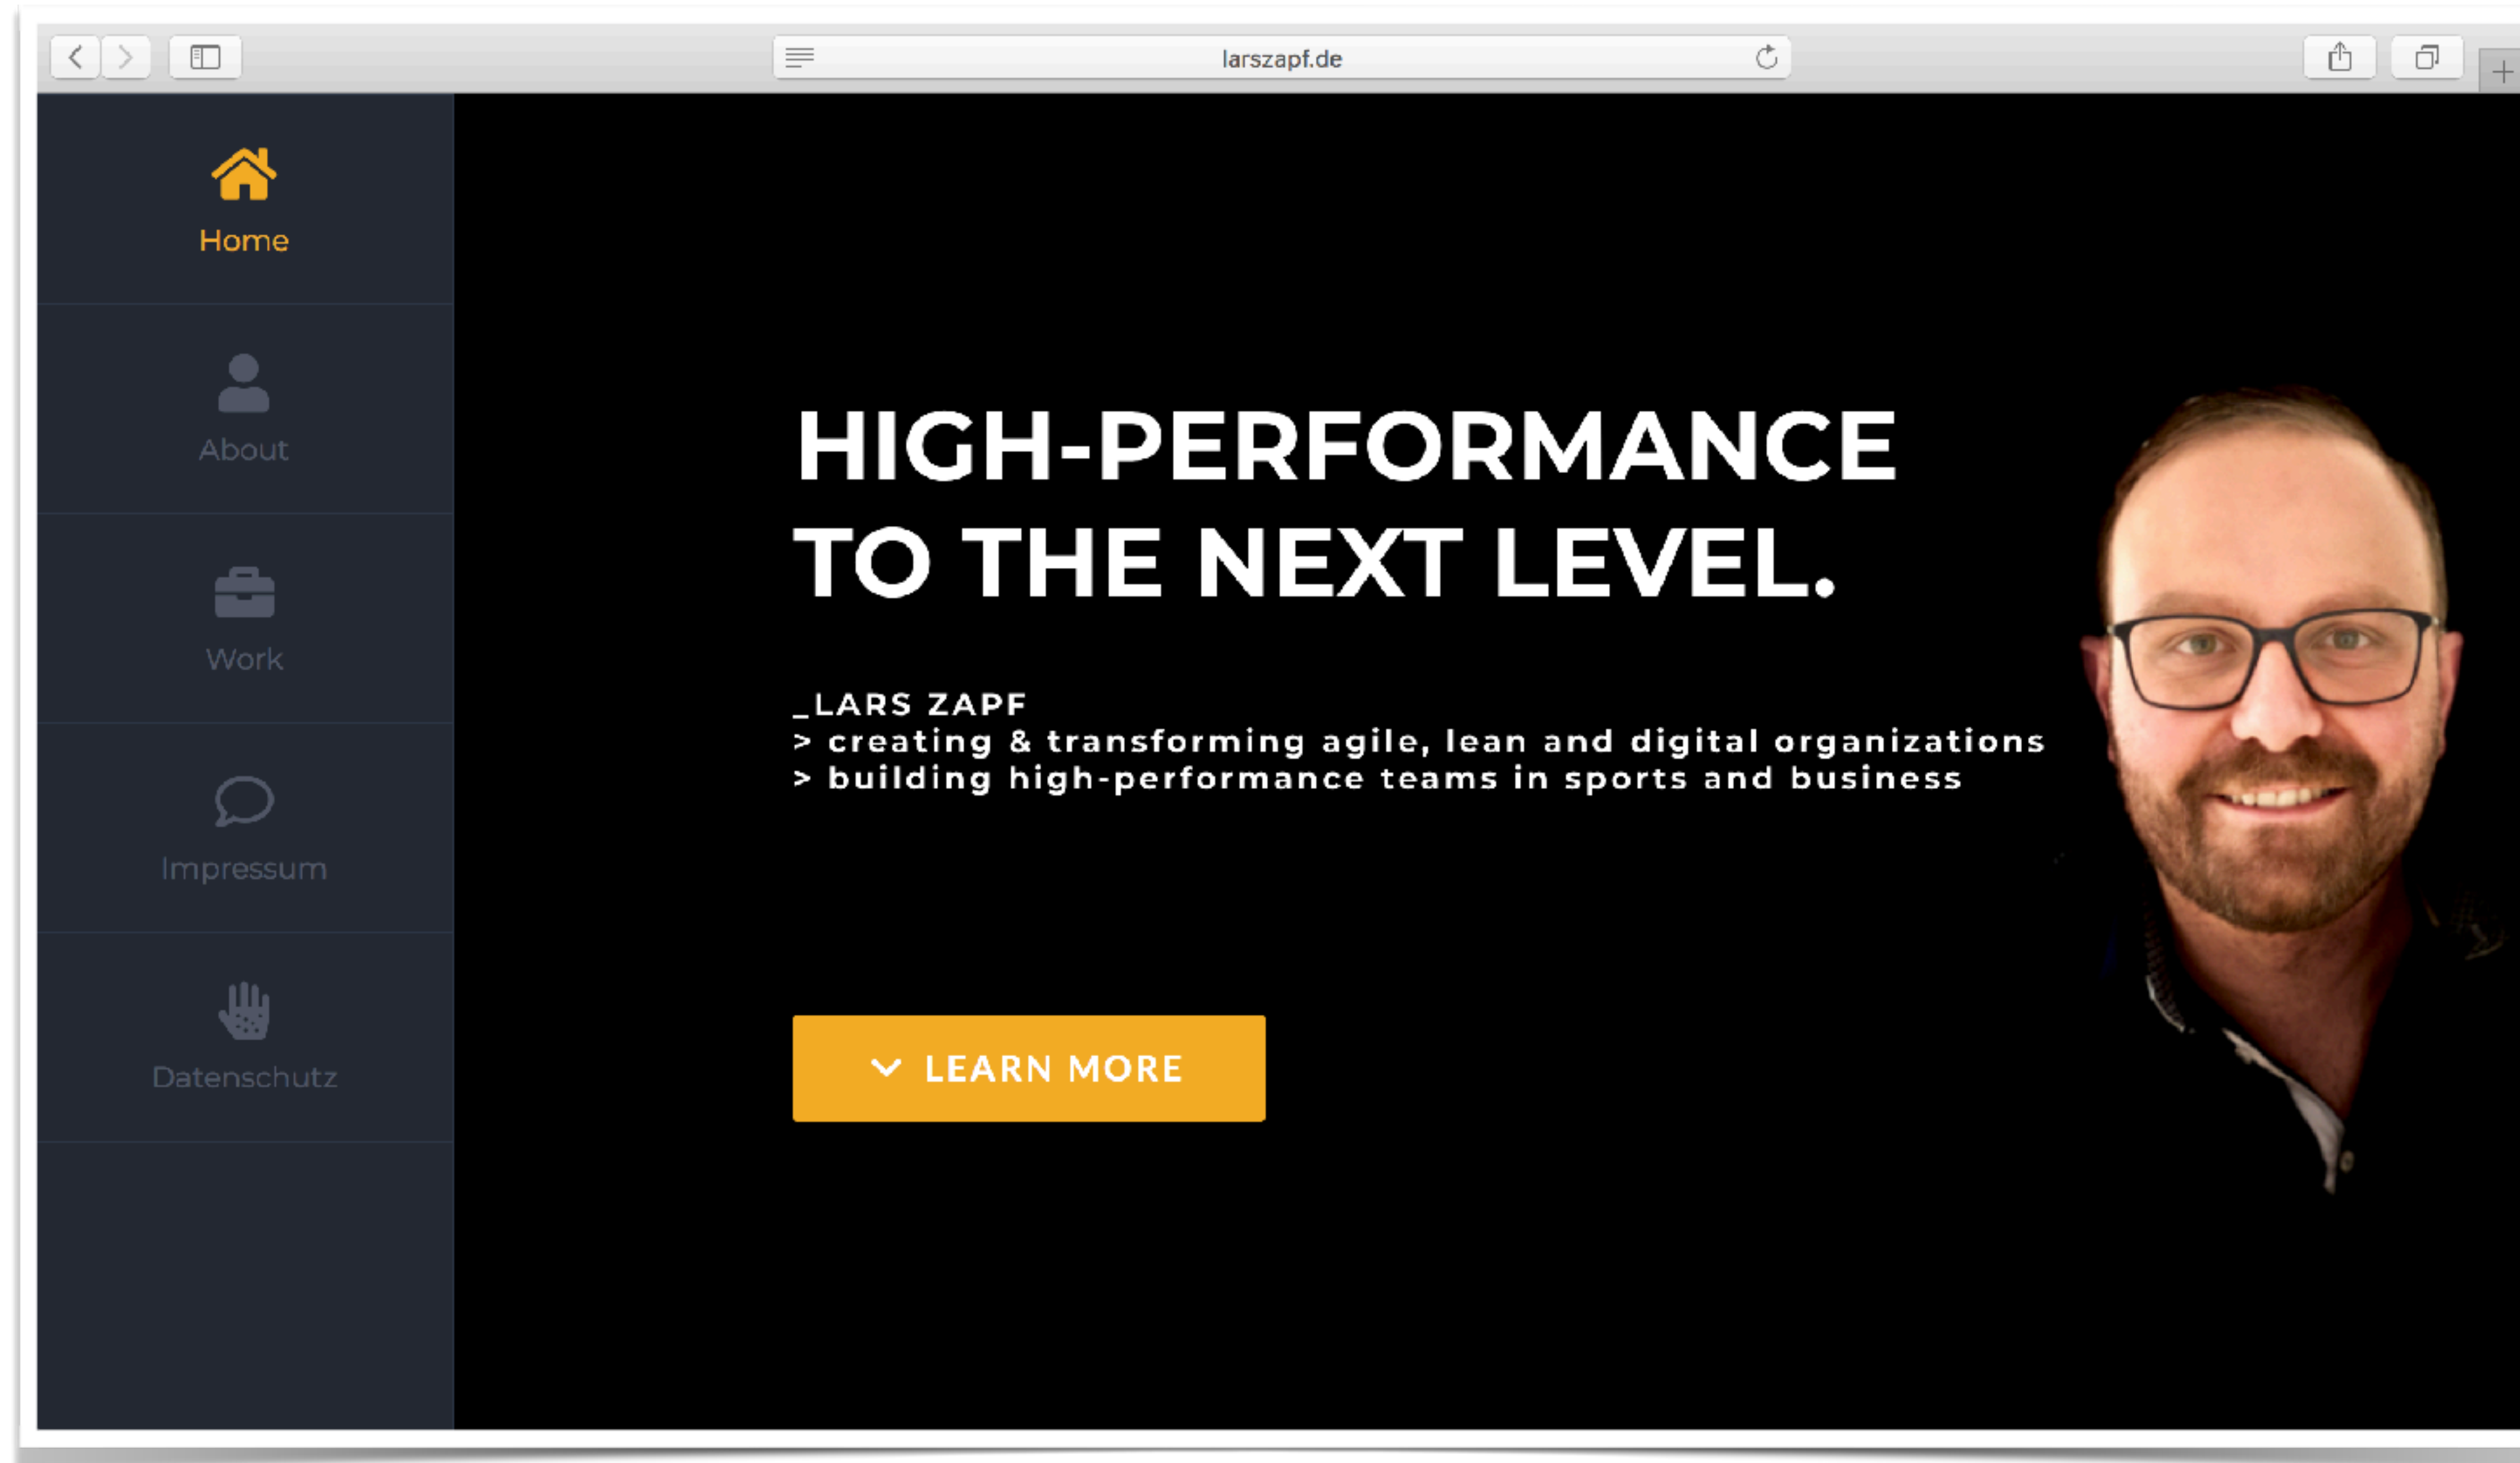 larszapf.de
Home
About
Work
Impressum
Datenschutz
HIGH-PERFORMANCE
TO THE NEXT LEVEL.
_LARS ZAPF
> creating & transforming agile, lean and digital organizations
> building high-performance teams in sports and business
LEARN MORE